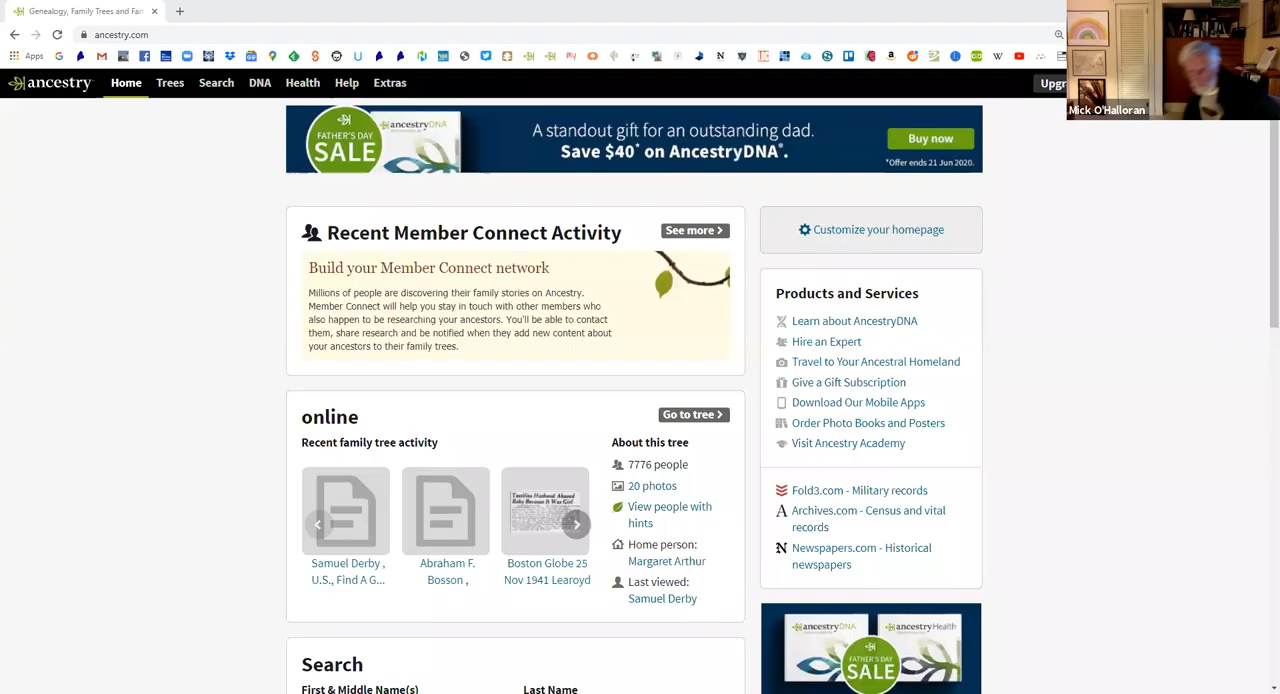 Genealogy, Family Trees and Fam
ancestry.com
Apps
ancestry
Home
Trees
Search
DNA
Health
Help
Extras
Upgr
Mick O'Halloran
FATHER'S DAY
SALE
ancestryDNA
A standout gift for an outstanding dad.
Save $40* on AncestryDNA®.
Buy now
*Offer ends 21 Jun 2020.
Recent Member Connect Activity
See more
Build your Member Connect network
Millions of people are discovering their family stories on Ancestry.
Member Connect will help you stay in touch with other members who
also happen to be researching your ancestors. You'll be able to contact
them, share research and be notified when they add new content about
your ancestors to their family trees.
Customize your homepage
Products and Services
Learn about AncestryDNA
Hire an Expert
Travel to Your Ancestral Homeland
Give a Gift Subscription
Download Our Mobile Apps
Order Photo Books and Posters
Visit Ancestry Academy
Fold3.com - Military records
Archives.com - Census and vital
records
Newspapers.com - Historical
newspapers
online
Go to tree
Recent family tree activity
Samuel Derby ,
U.S., Find A G...
Abraham F.
Bosson ,
Testifies Husband Abused
Baby Because It Was Girl
Boston Globe 25
Nov 1941 Learoyd
About this tree
7776 people
20 photos
View people with
hints
Home person:
Margaret Arthur
Last viewed:
Samuel Derby
ancestryDNA
ancestryHealth
FATHER'S DAY
SALE
Search
First & Middle Name(s)
Last Name